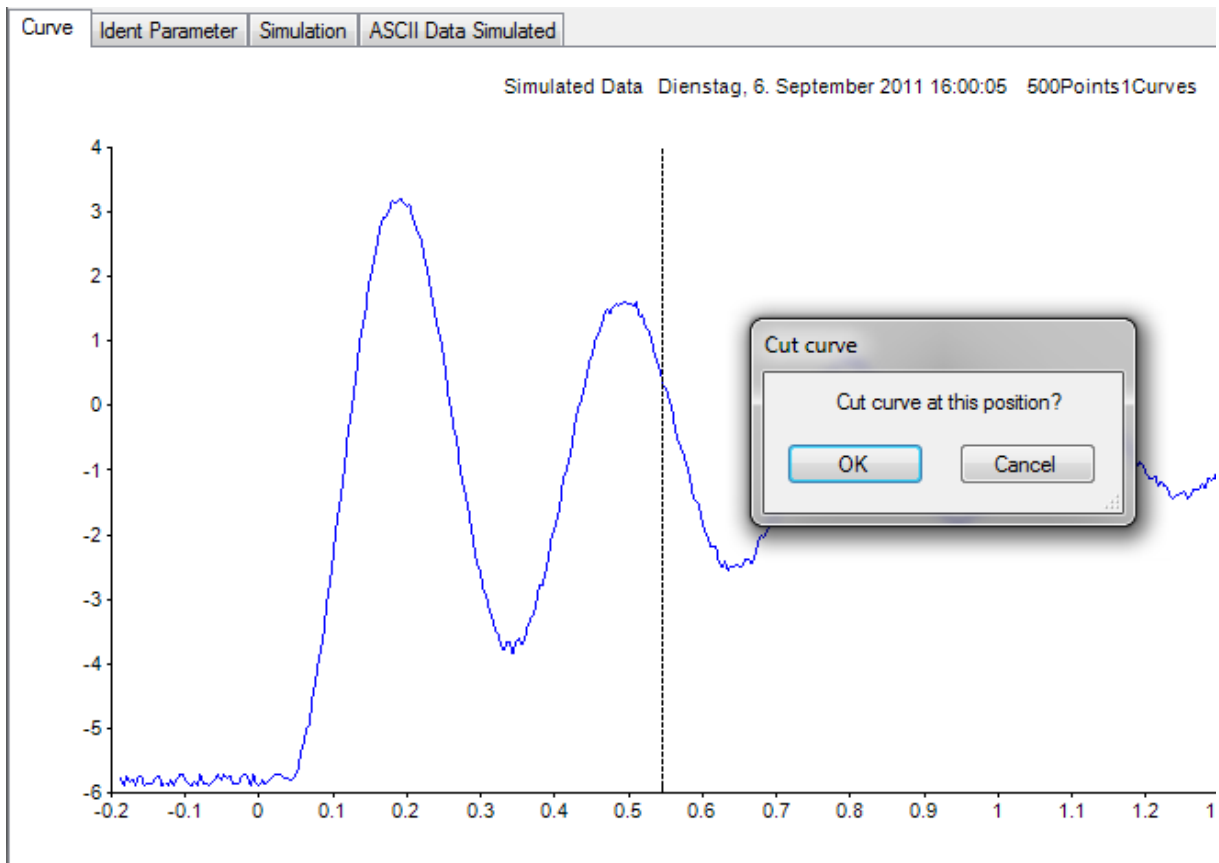 Curve Ident Parameter Simulation ASCII Data Simulated
Simulated Data Dienstag, 6. September 2011 16:00:05 500Points1Curves
4
3
2
1
0
-1
-2
-3
-4
-5
-6
Cut curve
Cut curve at this position?
OK Cancel
-0.2 -0.1 0 0.1 0.2 0.3 0.4 0.5 0.6 0.7 0.8 0.9 1 1.1 1.2 1